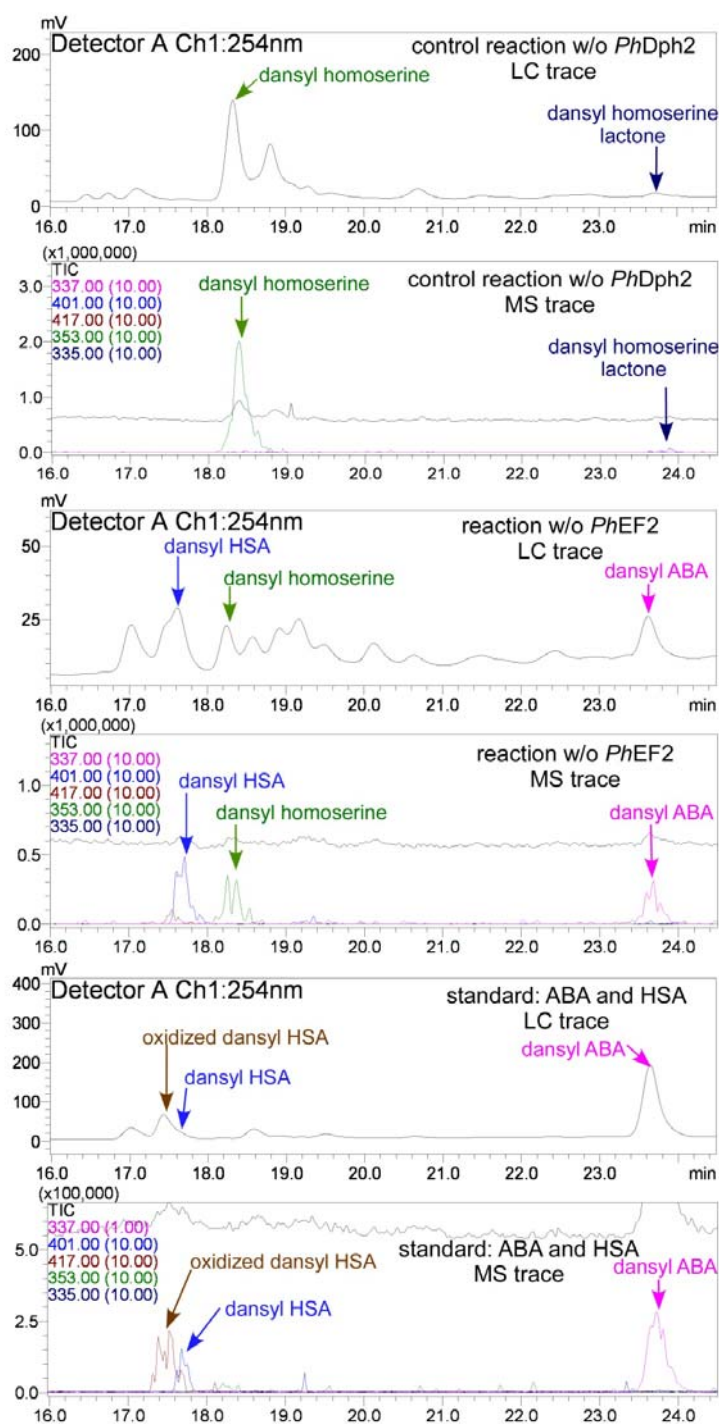 mV
Detector A Ch1:254nm
control reaction w/o PhDph2
LC trace
200
dansyl homoserine
dansyl homoserine
lactone
100
0
16.0 17.0 18.0 19.0 20.0 21.0 22.0 23.0 min
(x1,000,000)
TIC
337.00 (10.00)
401.00 (10.00)
417.00 (10.00)
353.00 (10.00)
335.00 (10.00)
control reaction w/o PhDph2
MS trace
dansyl homoserine
dansyl homoserine
lactone
3.0
2.0
1.0
0.0
16.0 17.0 18.0 19.0 20.0 21.0 22.0 23.0 24.0
mV
Detector A Ch1:254nm
reaction w/o PhEF2
LC trace
50
dansyl HSA
dansyl homoserine
dansyl ABA
25
0
16.0 17.0 18.0 19.0 20.0 21.0 22.0 23.0 min
(x1,000,000)
TIC
337.00 (10.00)
401.00 (10.00)
417.00 (10.00)
353.00 (10.00)
335.00 (10.00)
reaction w/o PhEF2
MS trace
dansyl HSA
dansyl homoserine
dansyl ABA
1.0
0.5
0.0
16.0 17.0 18.0 19.0 20.0 21.0 22.0 23.0 24.0
mV
400
Detector A Ch1:254nm
standard: ABA and HSA
LC trace
300
oxidized dansyl HSA
dansyl HSA
dansyl ABA
200
100
0
16.0 17.0 18.0 19.0 20.0 21.0 22.0 23.0 min
(x100,000)
TIC
337.00 (1.00)
401.00 (10.00)
417.00 (10.00)
353.00 (10.00)
335.00 (10.00)
standard: ABA and HSA
MS trace
oxidized dansyl HSA
dansyl HSA
dansyl ABA
5.0
2.5
0.0
16.0 17.0 18.0 19.0 20.0 21.0 22.0 23.0 24.0